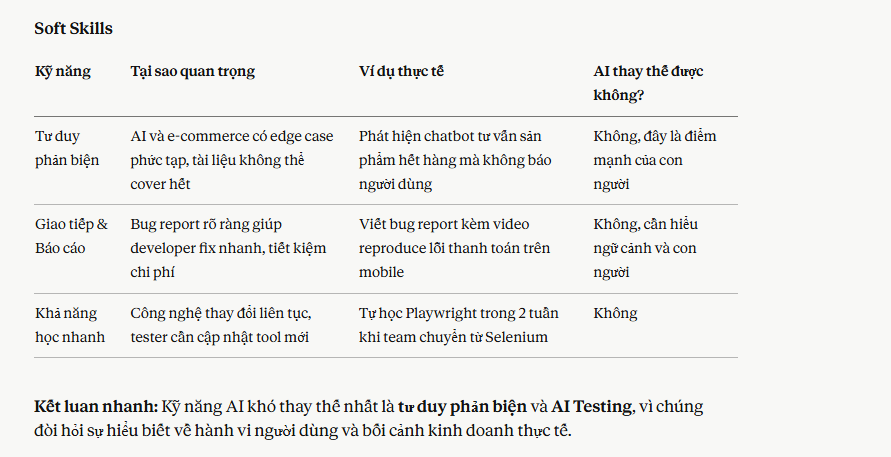 Soft Skills
Kỹ năng Tại sao quan trọng Ví dụ thực tế AI thay thế được
không?
Tư duy AI và e-commerce có edge case Phát hiện chatbot tư vấn sản Không, đây là điểm
phản biện phức tạp, tài liệu không thể phẩm hết hàng mà không báo mạnh của con
cover hết người dùng người
Giao tiếp & Bug report rõ ràng giúp Viết bug report kèm video Không, cần hiểu
Báo cáo developer fix nhanh, tiết kiệm reproduce lỗi thanh toán trên ngữ cảnh và con
chi phí mobile người
Khả năng Công nghệ thay đổi liên tục, Tự học Playwright trong 2 tuần Không
học nhanh tester cần cập nhật tool mới khi team chuyển từ Selenium
Kết luan nhanh: Kỹ năng AI khó thay thế nhất là tư duy phản biện và AI Testing, vì chúng
đòi hỏi sự hiểu biết về hành vi người dùng và bối cảnh kinh doanh thực tế.